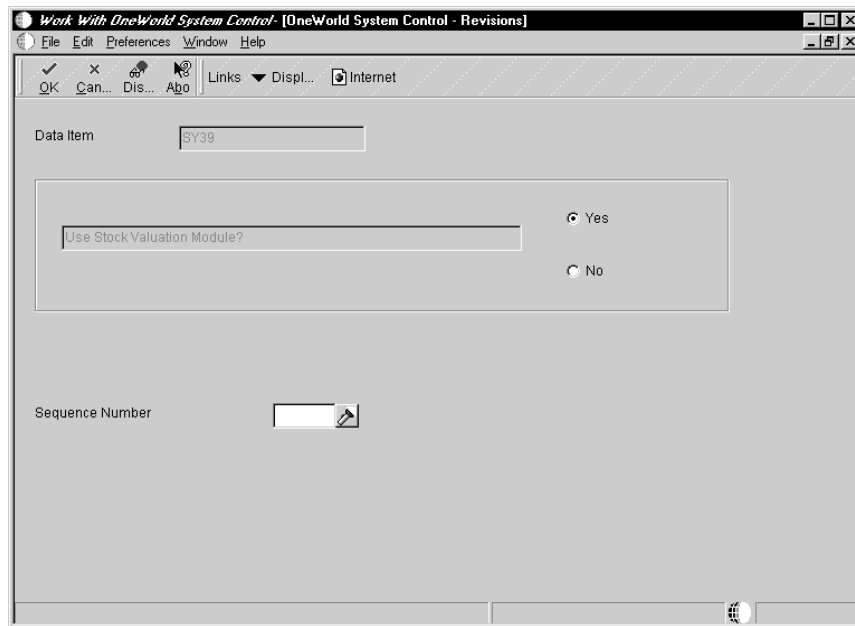 Work With OneWorld System Control - [OneWorld System Control - Revisions]
File Edit Preferences Window Help
OK Can... Dis... Abo Links Displ... Internet
Data Item SY39
Yes
Use Stock Valuation Module?
No
Sequence Number